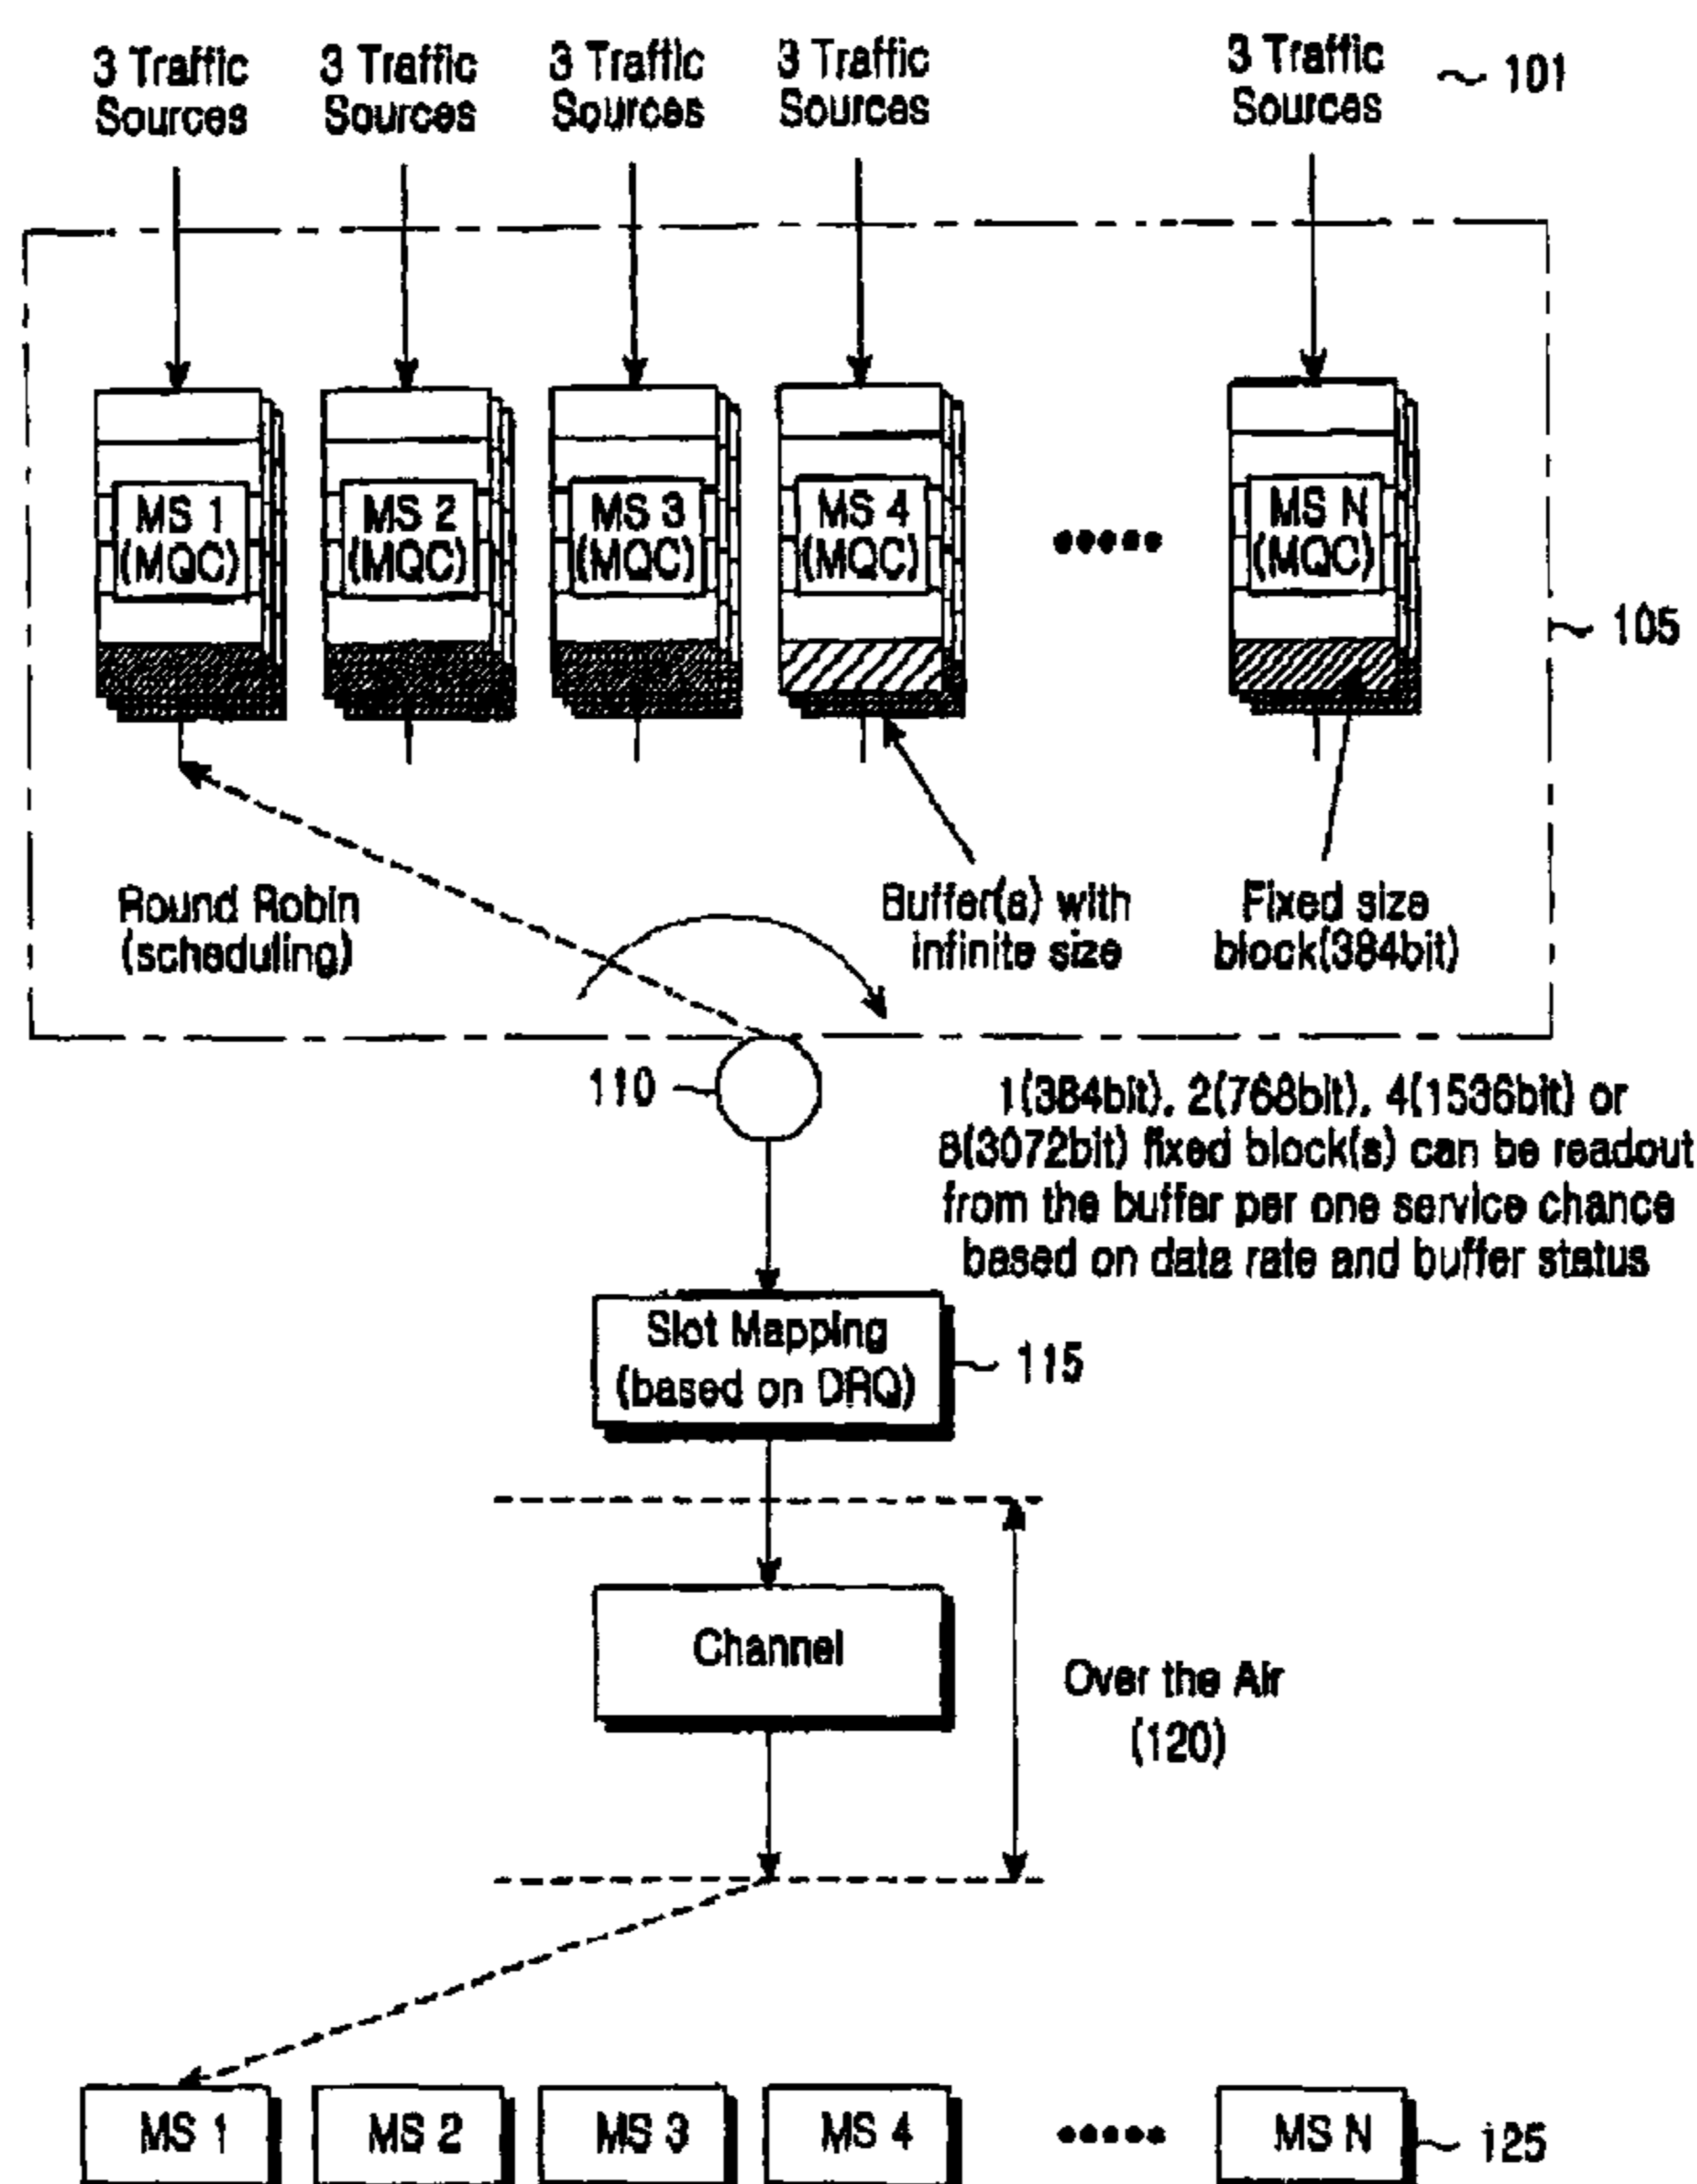 3 Traffic Sources
3 Traffic Sources
3 Traffic Sources
3 Traffic Sources
3 Traffic Sources
101
MS 1
(MQC)
MS 2
(MQC)
MS 3
(MQC)
MS 4
(MQC)
MS N
(MQC)
105
Round Robin
(scheduling)
Buffer(s) with
infinite size
Fixed size
block(384bit)
110
1(384bit), 2(768bit), 4(1536bit) or
8(3072bit) fixed block(s) can be readout
from the buffer per one service chance
based on data rate and buffer status
Slot Mapping
(based on DRQ)
115
Channel
Over the Air
(120)
MS 1
MS 2
MS 3
MS 4
MS N
125